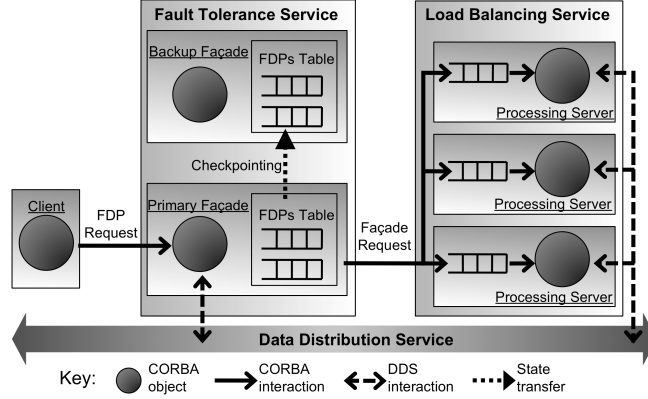 Fault Tolerance Service
Load Balancing Service
Backup Façade
FDPs Table
Processing Server
Checkpointing
Client
FDP
Request
Primary Façade
FDPs Table
Façade
Request
Processing Server
Processing Server
Data Distribution Service
Key:
CORBA
object
CORBA
interaction
DDS
interaction
State
transfer